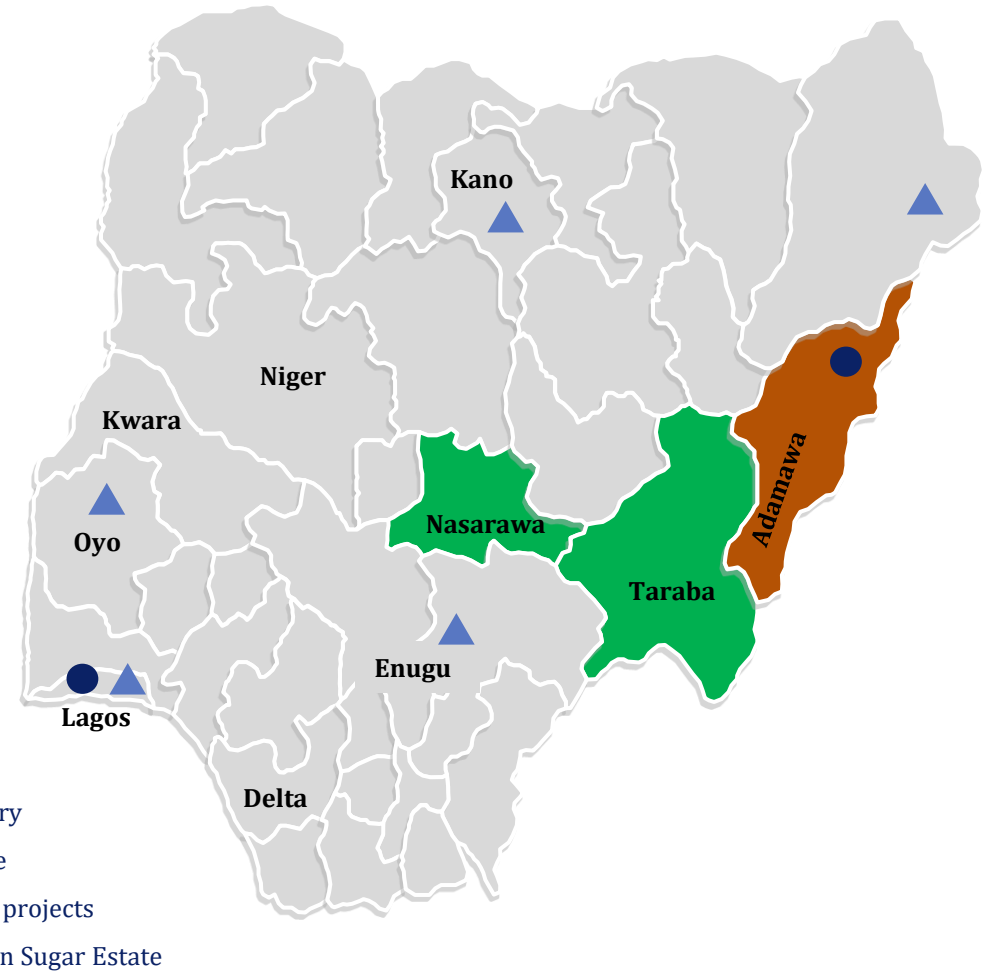 Kano
Niger
Kwara
Adamawa
Nasarawa
Oyo
Taraba
Enugu
Lagos
Delta
ry
e
projects
n Sugar Estate